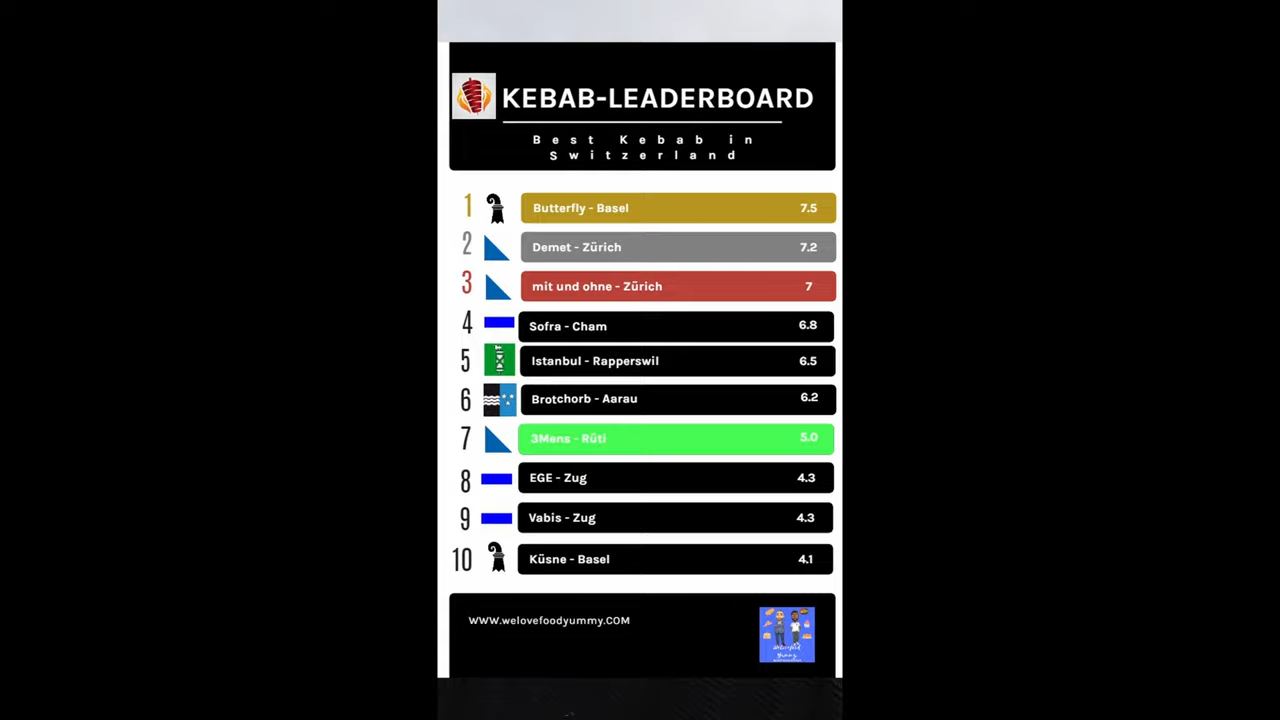 KEBAB-LEADERBOARD
Best Kebab in
Switzerland
1 Butterfly - Basel 7.5
2 Demet - Zürich 7.2
3 mit und ohne - Zürich 7
4 Sofra - Cham 6.8
5 Istanbul - Rapperswil 6.5
6 Brotchorb - Aarau 6.2
7 3Mens - Rüti 5.0
8 EGE - Zug 4.3
9 Vabis - Zug 4.3
10 Küsne - Basel 4.1
WWW.welovefoodyummy.COM